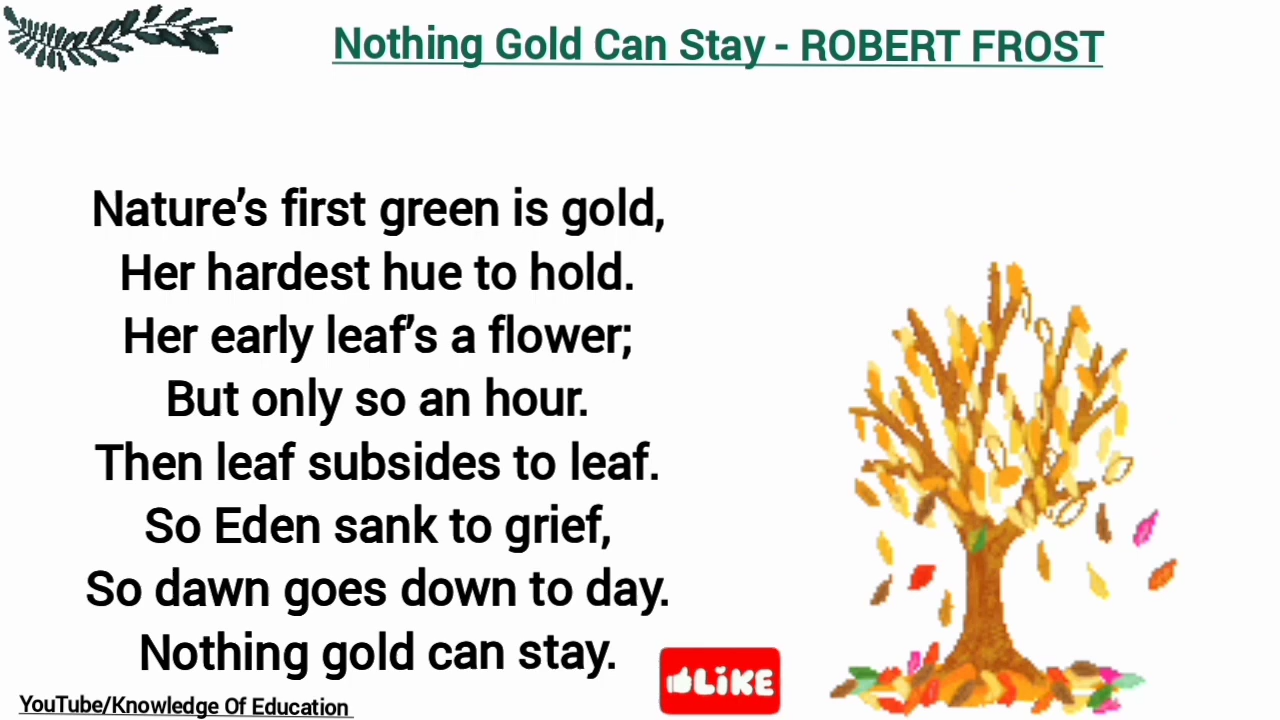 Nothing Gold Can Stay - ROBERT FROST
Nature’s first green is gold,
Her hardest hue to hold.
Her early leaf’s a flower;
But only so an hour.
Then leaf subsides to leaf.
So Eden sank to grief,
So dawn goes down to day.
Nothing gold can stay.
LiKE
YouTube/Knowledge Of Education